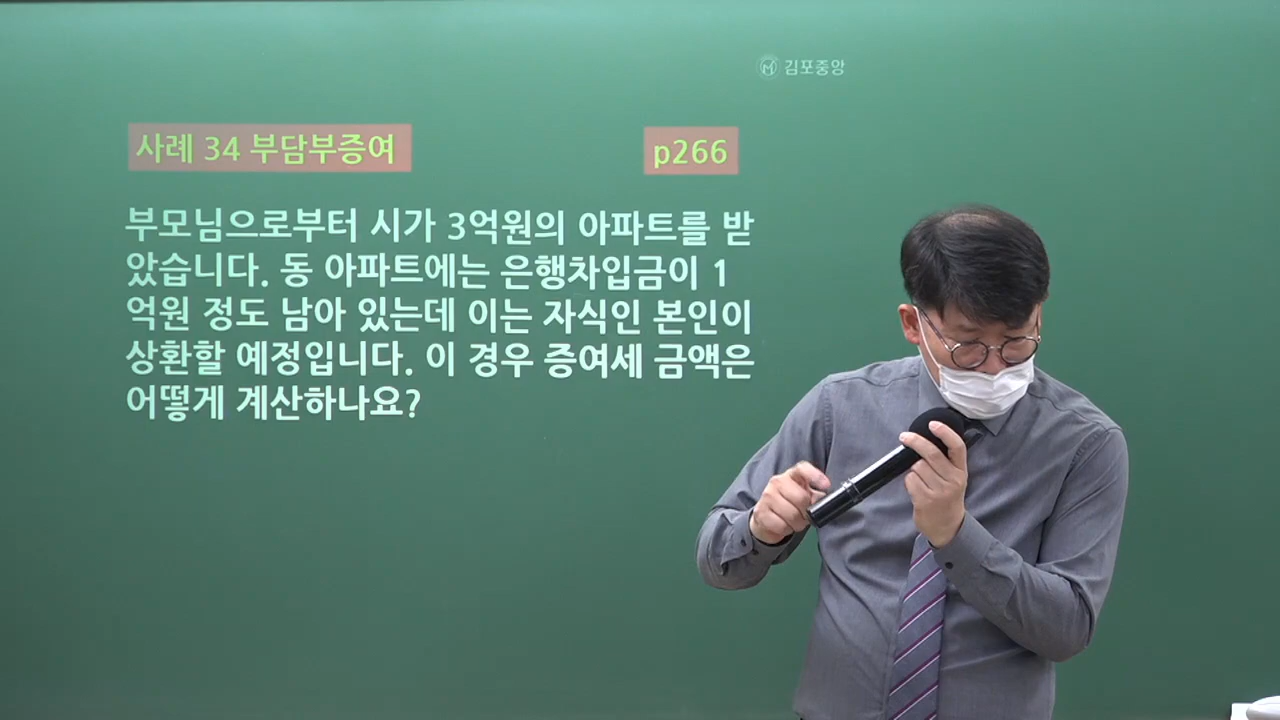 김포중앙
사례 34 부담부증여
p266
부모님으로부터 시가 3억원의 아파트를 받
았습니다. 동 아파트에는 은행차입금이 1
억원 정도 남아 있는데 이는 자식인 본인이
상환할 예정입니다. 이 경우 증여세 금액은
어떻게 계산하나요?